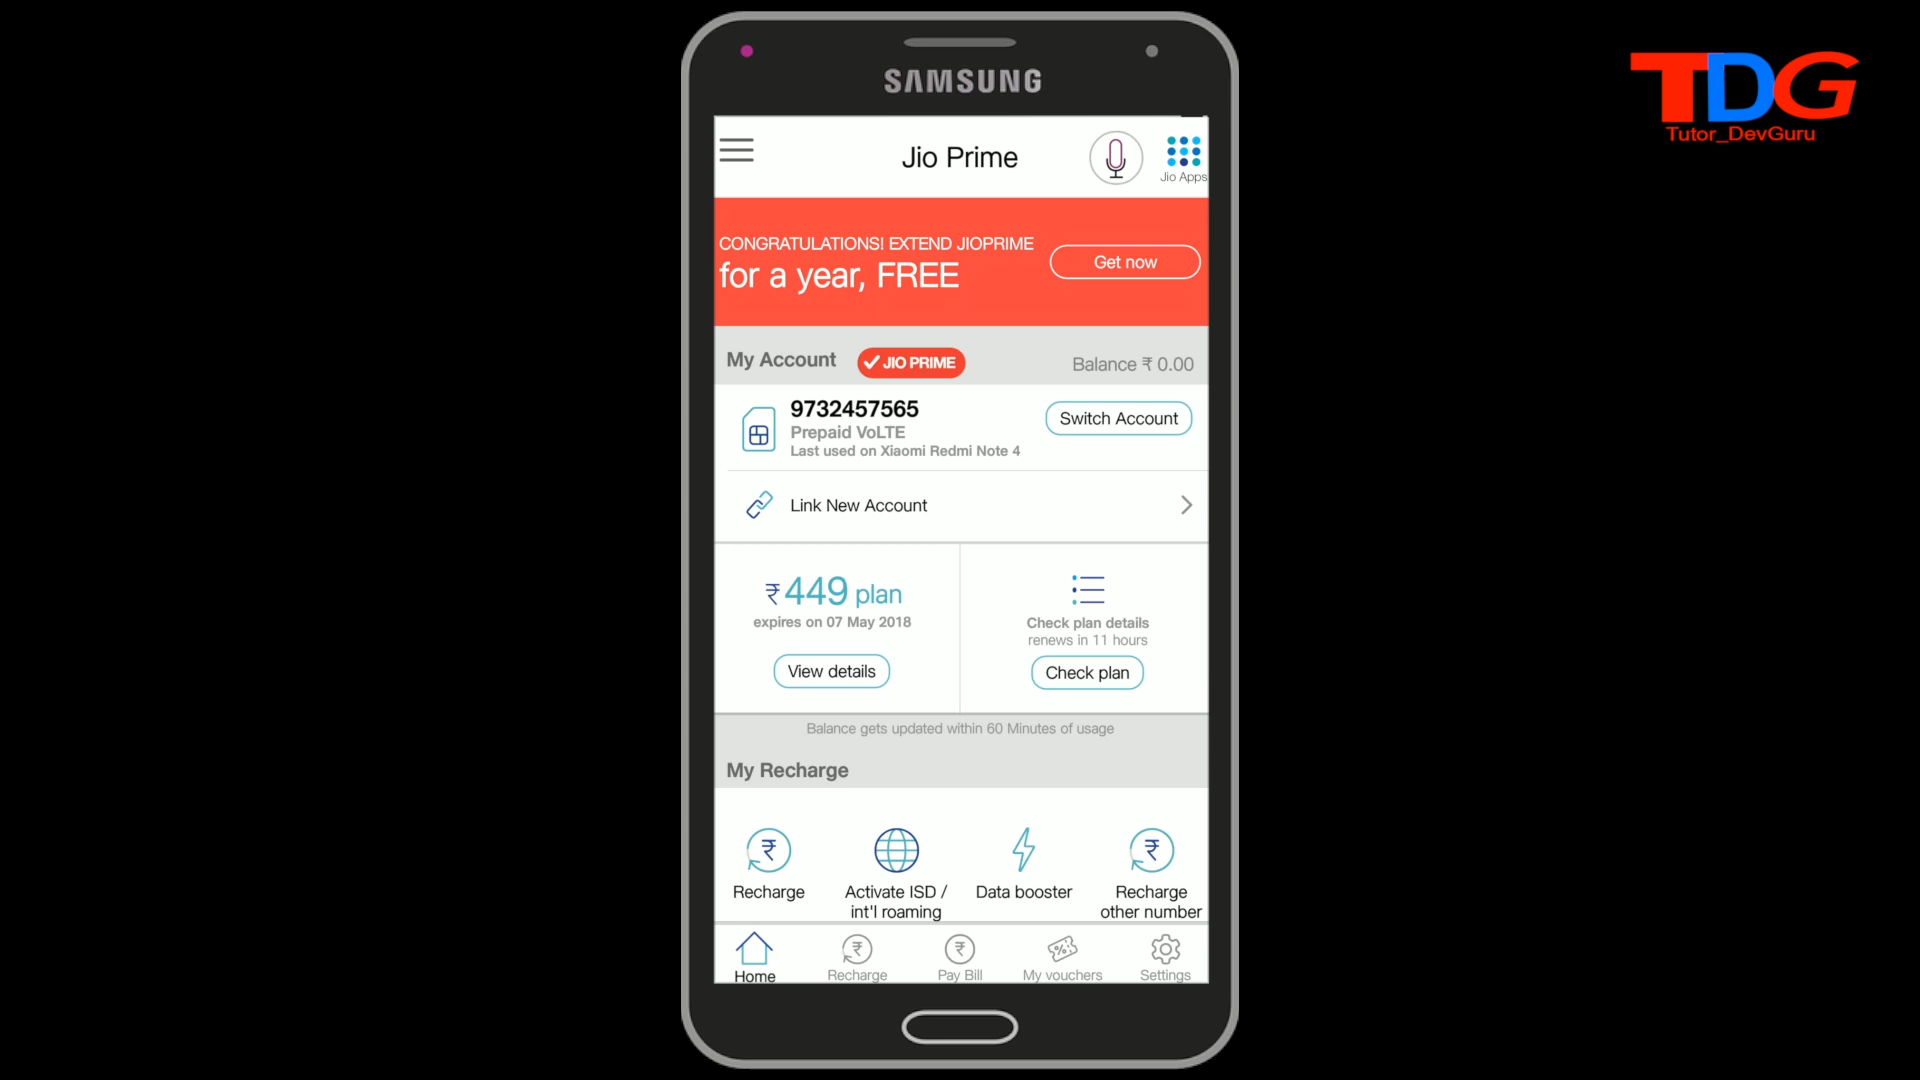 SAMSUNG
TDG
Tutor_DevGuru
Jio Prime
Jio Apps
CONGRATULATIONS! EXTEND JIOPRIME
for a year, FREE
Get now
My Account
JIO PRIME
Balance ₹ 0.00
9732457565
Prepaid VoLTE
Last used on Xiaomi Redmi Note 4
Switch Account
Link New Account
₹449 plan
expires on 07 May 2018
View details
Check plan details
renews in 11 hours
Check plan
Balance gets updated within 60 Minutes of usage
My Recharge
Recharge
Activate ISD /
int'l roaming
Data booster
Recharge
other number
Home
Recharge
Pay Bill
My vouchers
Settings